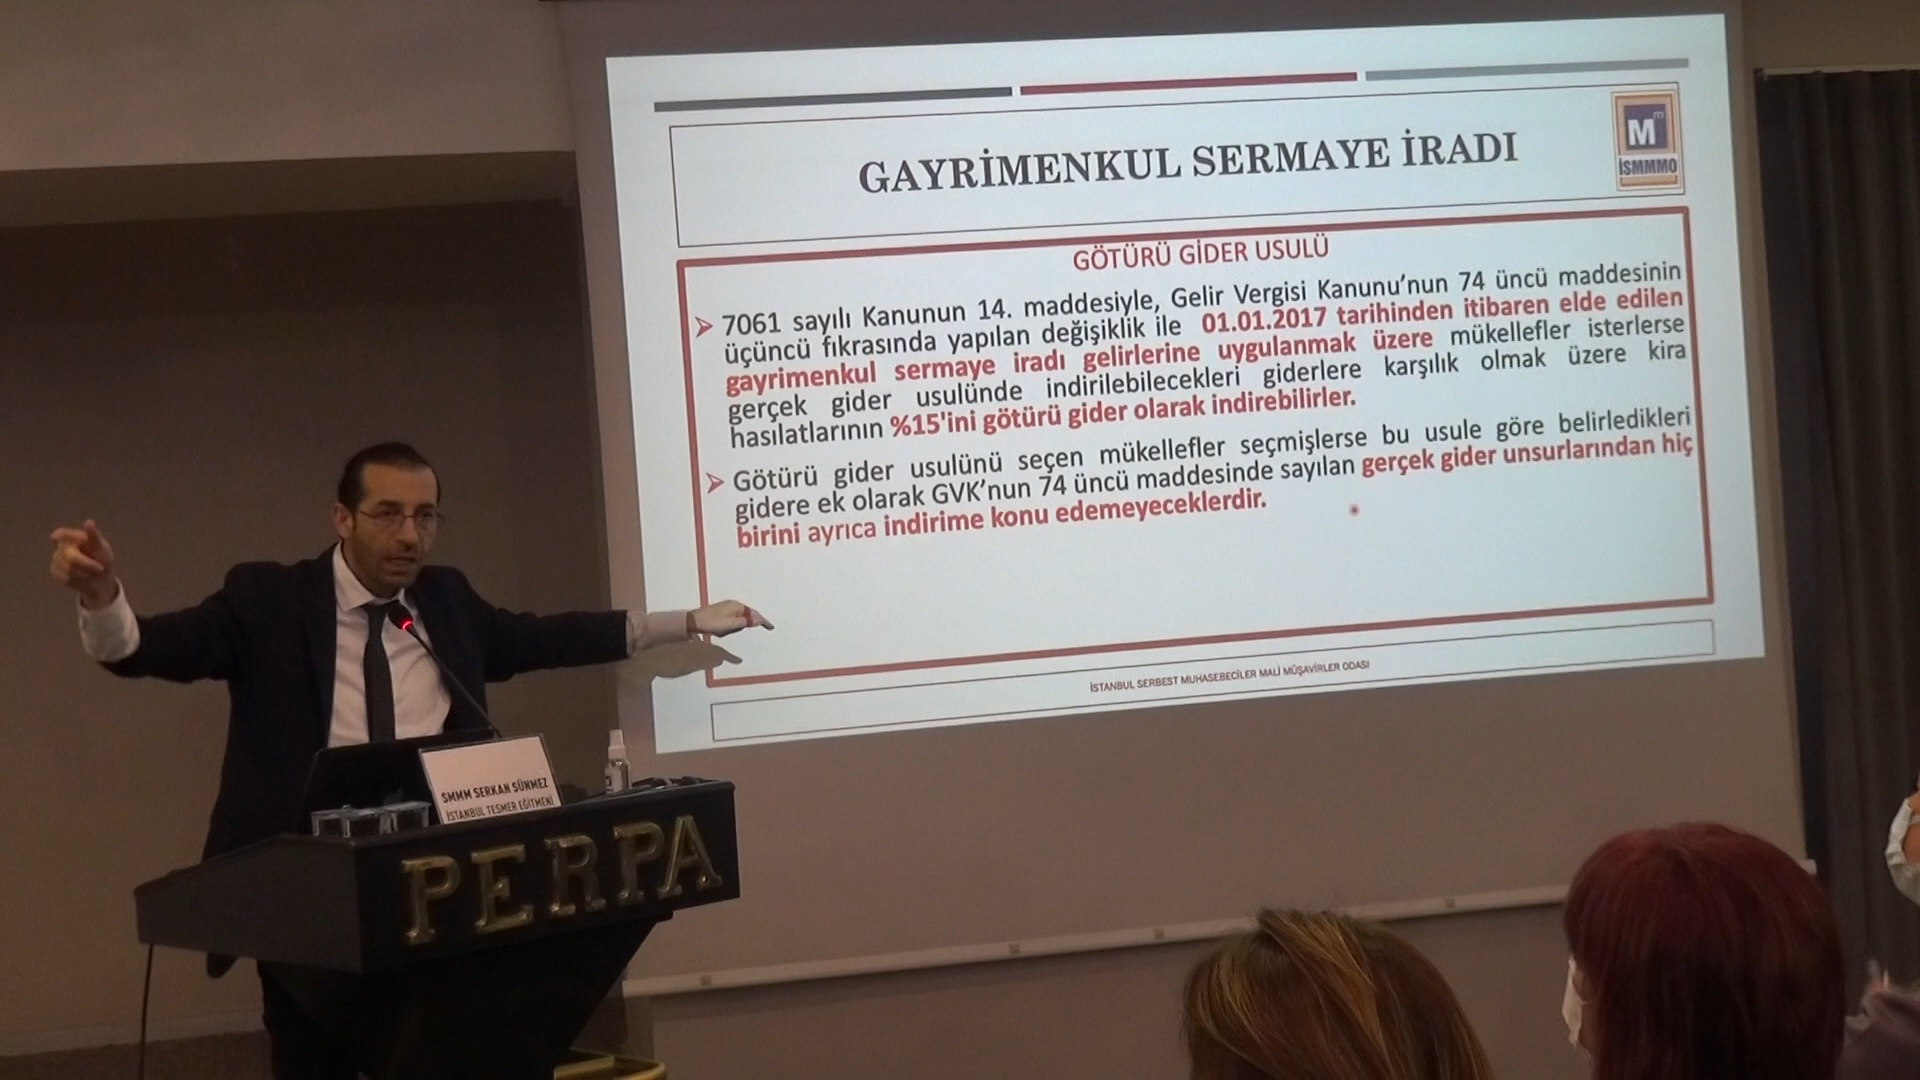 GAYRİMENKUL SERMAYE İRADI
M
İSMMMO
GÖTÜRÜ GİDER USULÜ
7061 sayılı Kanunun 14. maddesiyle, Gelir Vergisi Kanunu'nun 74 üncü maddesinin
üçüncü fıkrasında yapılan değişiklik ile 01.01.2017 tarihinden itibaren elde edilen
gayrimenkul sermaye iradı gelirlerine uygulanmak üzere mükellefler isterlerse
gerçek gider usulünde indirilebilecekleri giderlere karşılık olmak üzere kira
hasılatlarının %15'ini götürü gider olarak indirebilirler.
Götürü gider usulünü seçen mükellefler seçmişlerse bu usule göre belirledikleri
gidere ek olarak GVK'nun 74 üncü maddesinde sayılan gerçek gider unsurlarından hiç
birini ayrıca indirime konu edemeyeceklerdir.
İSTANBUL SERBEST MUHASEBECİLER MALİ MÜŞAVİRLER ODASI
SMMM SERKAN SÜNMEZ
İSTANBUL TESMER EĞİTMENİ
PERPA